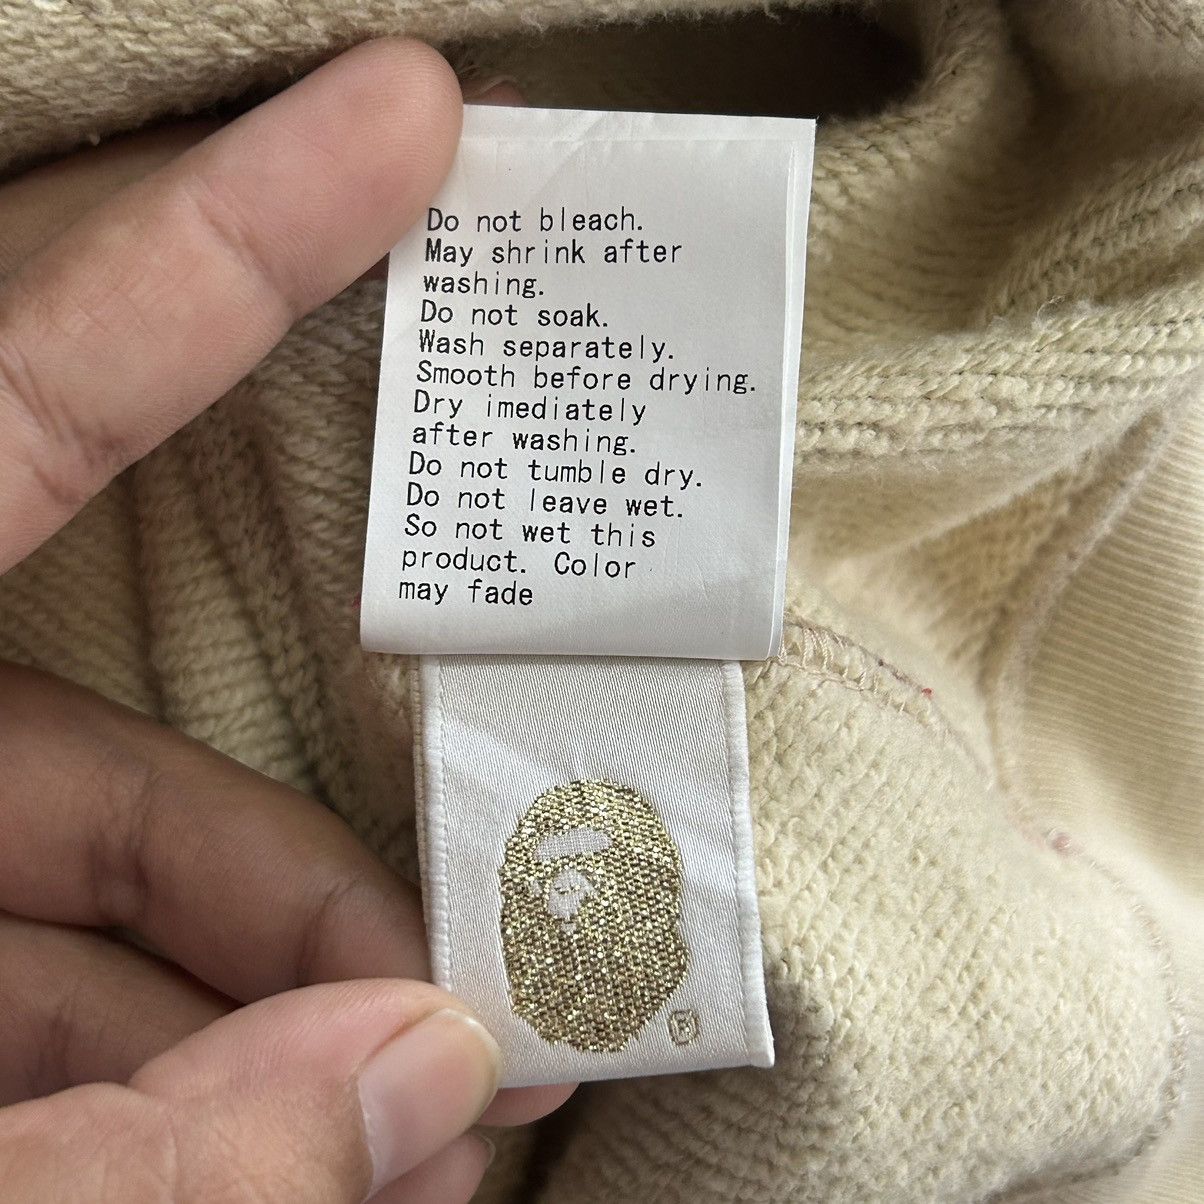 Do not bleach.
May shrink after
washing.
Do not soak.
Wash separately.
Smooth before drying.
Dry imediately
after washing.
Do not tumble dry.
Do not leave wet.
So not wet this
product. Color
may fade
®